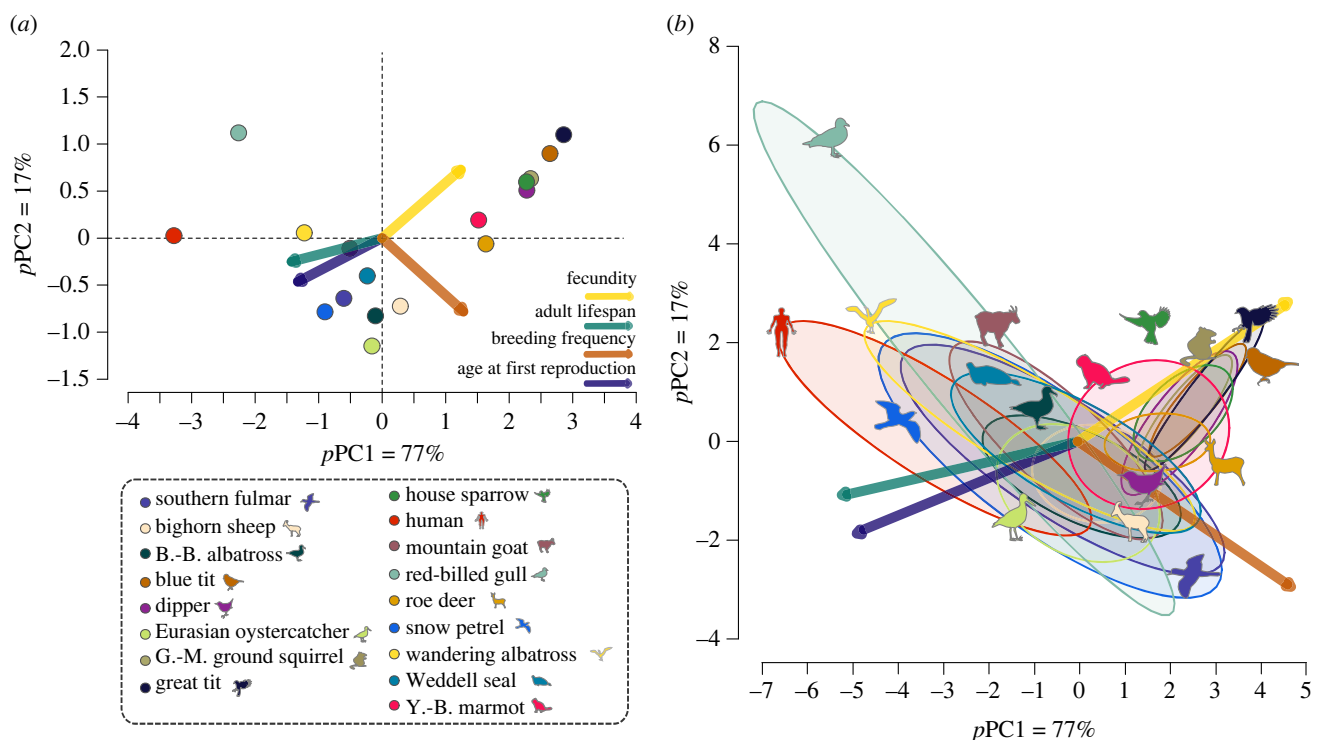 (a)
2.0
1.5
1.0
0.5
0
–0.5
–1.0
–1.5
pPC2 = 17%
fecundity
adult lifespan
breeding frequency
age at first reproduction
–4 –3 –2 –1 0 1 2 3 4
pPC1 = 77%
southern fulmar
bighorn sheep
B.-B. albatross
blue tit
dipper
Eurasian oystercatcher
G.-M. ground squirrel
great tit
house sparrow
human
mountain goat
red-billed gull
roe deer
snow petrel
wandering albatross
Weddell seal
Y.-B. marmot
(b)
8
6
4
2
0
–2
–4
pPC2 = 17%
–7 –6 –5 –4 –3 –2 –1 0 1 2 3 4 5
pPC1 = 77%